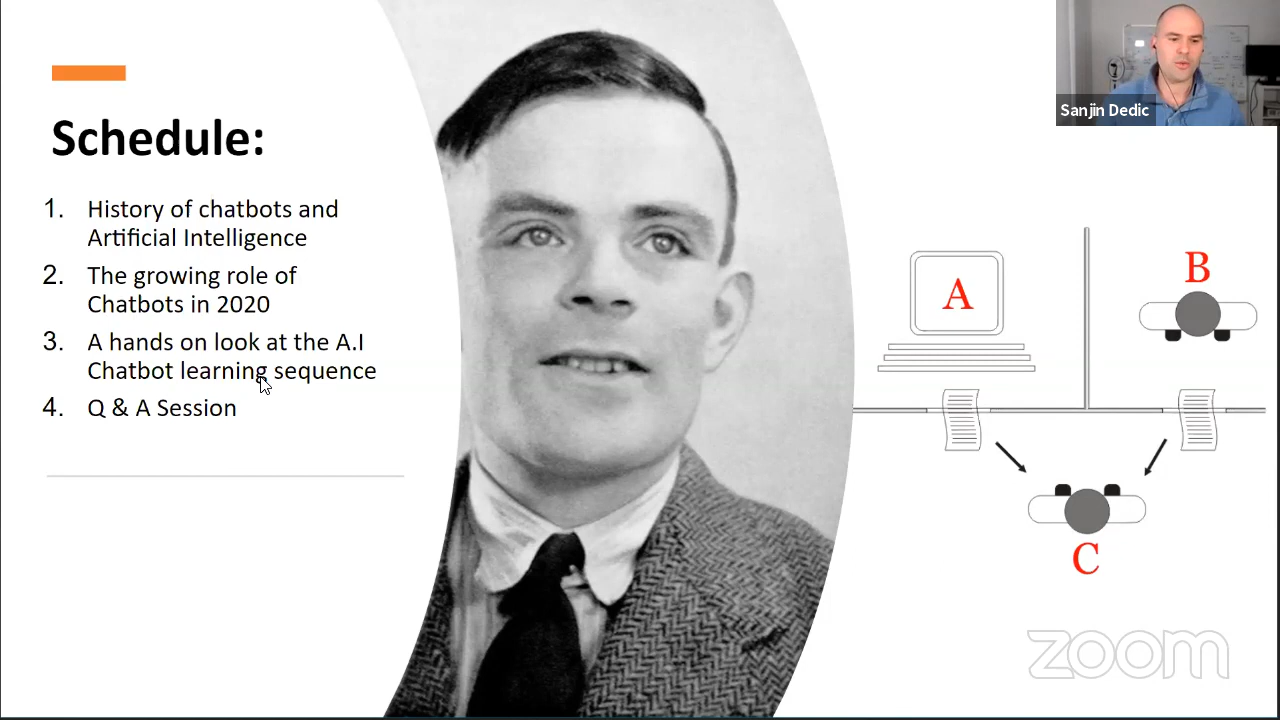 Schedule:
1. History of chatbots and
Artificial Intelligence
2. The growing role of
Chatbots in 2020
3. A hands on look at the A.I
Chatbot learning sequence
4. Q & A Session
A
B
C
Sanjin Dedic
zoom